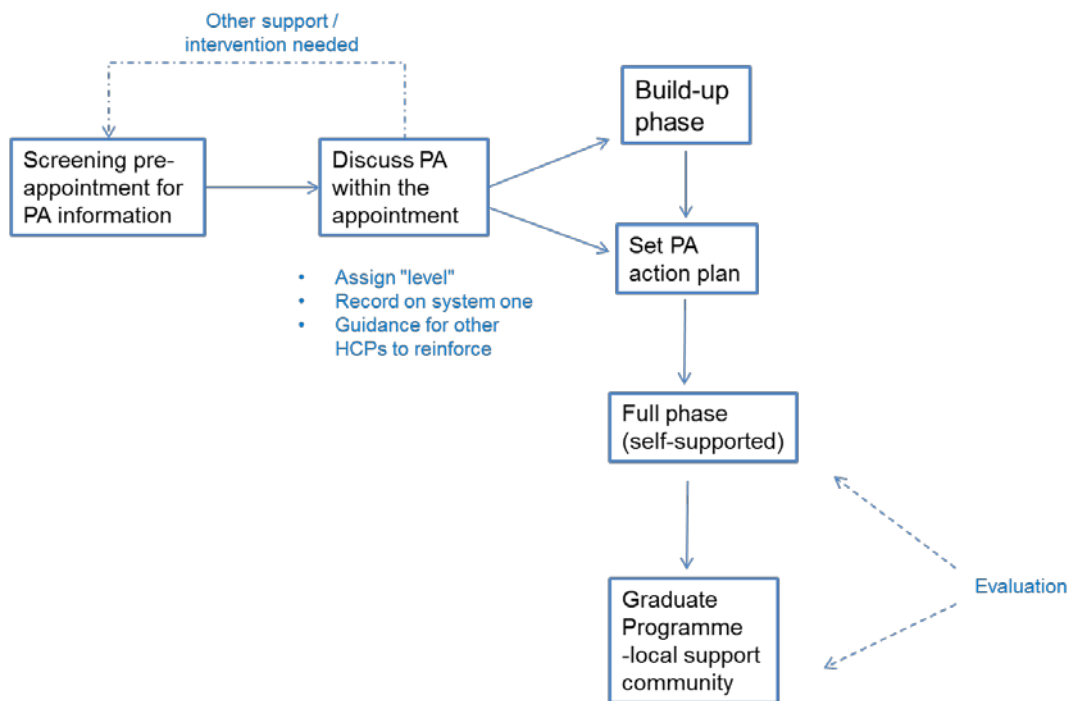 Other support /
intervention needed
Build-up
phase
Screening pre-
appointment for
PA information
Discuss PA
within the
appointment
Set PA
action plan
• Assign "level"
• Record on system one
• Guidance for other
HCPs to reinforce
Full phase
(self-supported)
Evaluation
Graduate
Programme
-local support
community